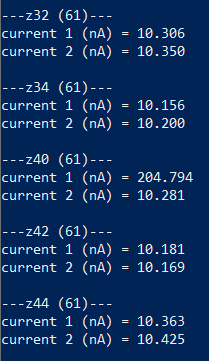 ---z32 (61)---
current 1 (nA) = 10.306
current 2 (nA) = 10.350
---z34 (61)---
current 1 (nA) = 10.156
current 2 (nA) = 10.200
---z40 (61)---
current 1 (nA) = 204.794
current 2 (nA) = 10.281
---z42 (61)---
current 1 (nA) = 10.181
current 2 (nA) = 10.169
---z44 (61)---
current 1 (nA) = 10.363
current 2 (nA) = 10.425